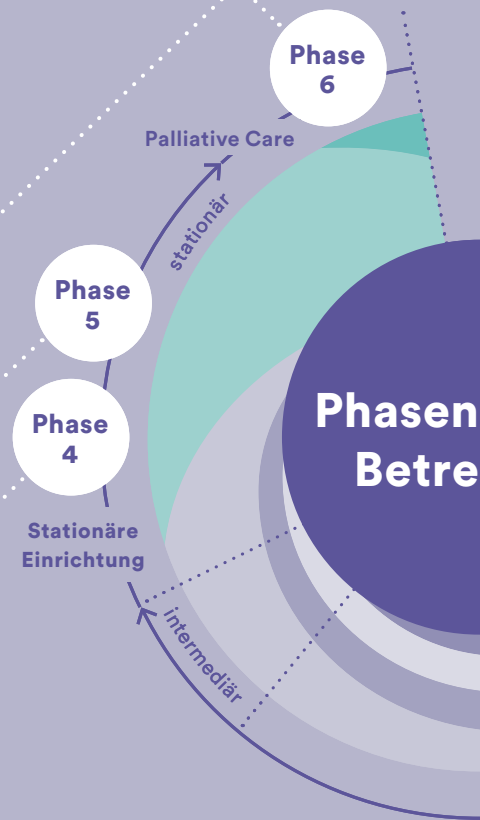 Phase
6
Palliative Care
stationär
Phase
5
Phase
4
Phasen
Betre
Stationäre
Einrichtung
intermediär